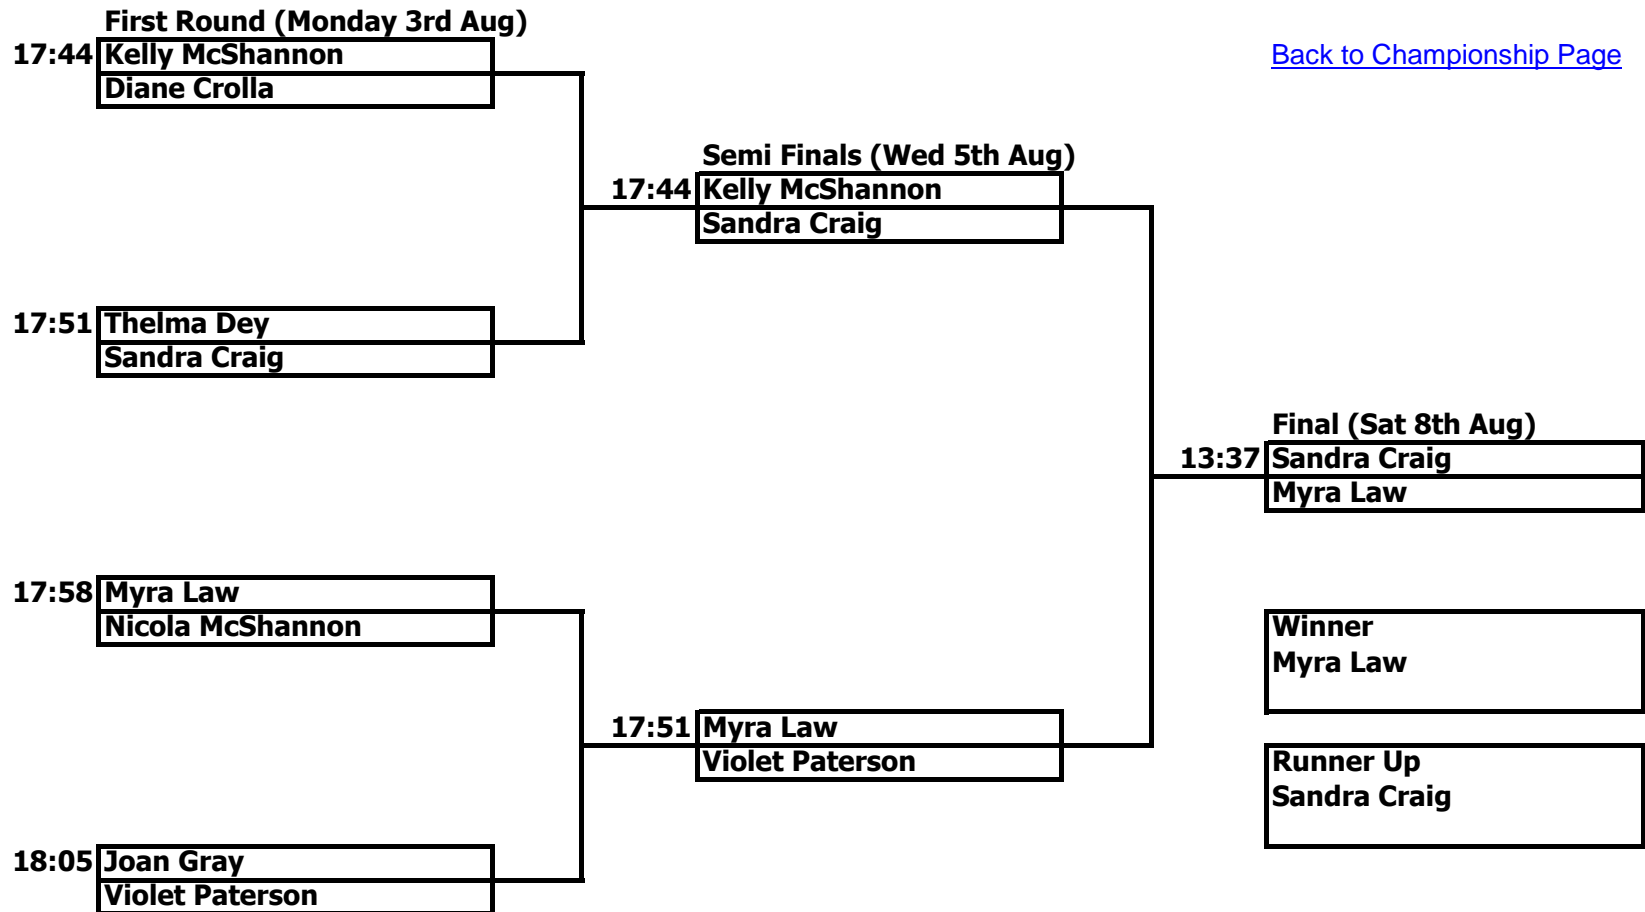 First Round (Monday 3rd Aug)
17:44 Kelly McShannon
Diane Crolla
Back to Championship Page
Semi Finals (Wed 5th Aug)
17:44 Kelly McShannon
Sandra Craig
17:51 Thelma Dey
Sandra Craig
Final (Sat 8th Aug)
13:37 Sandra Craig
Myra Law
17:58 Myra Law
Nicola McShannon
Winner
Myra Law
17:51 Myra Law
Violet Paterson
Runner Up
Sandra Craig
18:05 Joan Gray
Violet Paterson